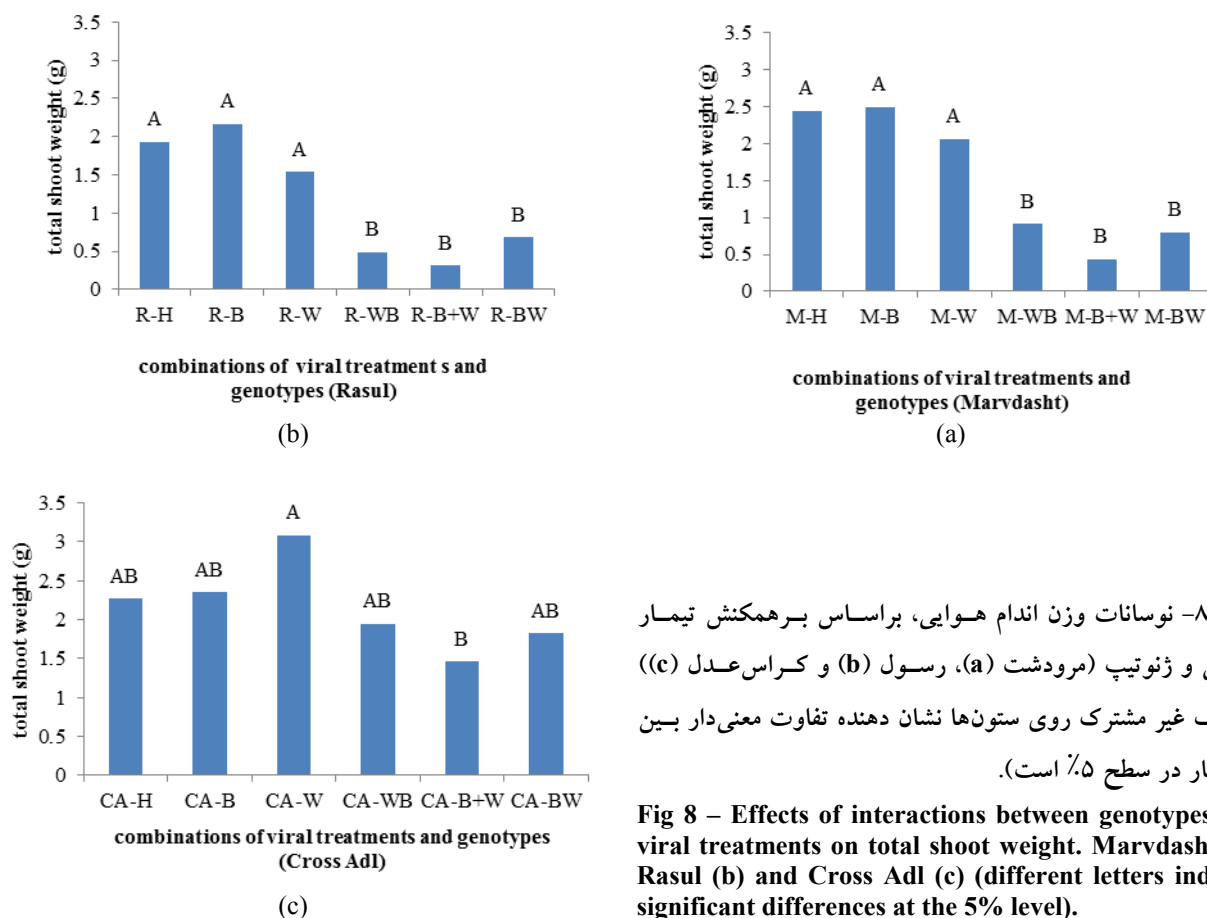 3.5
3
2.5
2
1.5
1
0.5
0
total shoot weight (g)
A
A
A
B
B
B
R-H R-B R-W R-WB R-B+W R-BW
combinations of viral treatment s and
genotypes (Rasul)
(b)
3.5
3
2.5
2
1.5
1
0.5
0
total shoot weight (g)
A
A
A
B
B
B
M-H M-B M-W M-WB M-B+W M-BW
combinations of viral treatments and
genotypes (Marvdasht)
(a)
3.5
3
2.5
2
1.5
1
0.5
0
total shoot weight (g)
AB
AB
A
AB
B
AB
CA-H CA-B CA-W CA-WB CA-B+W CA-BW
combinations of viral treatments and genotypes
(Cross Adl)
(c)
۸- نوسانات وزن اندام هـوایی، براسـاس بـرهمکنش تیمـار
و ژنوتیپ (مرودشت (a)، رسـول (b) و کـراس‌عـدل (c))
غیر مشترک روی ستون‌ها نشان دهنده تفاوت معنی‌دار بـین
در سطح ۵٪ است).
Fig 8 – Effects of interactions between genotypes
viral treatments on total shoot weight. Marvdash
Rasul (b) and Cross Adl (c) (different letters ind
significant differences at the 5% level).